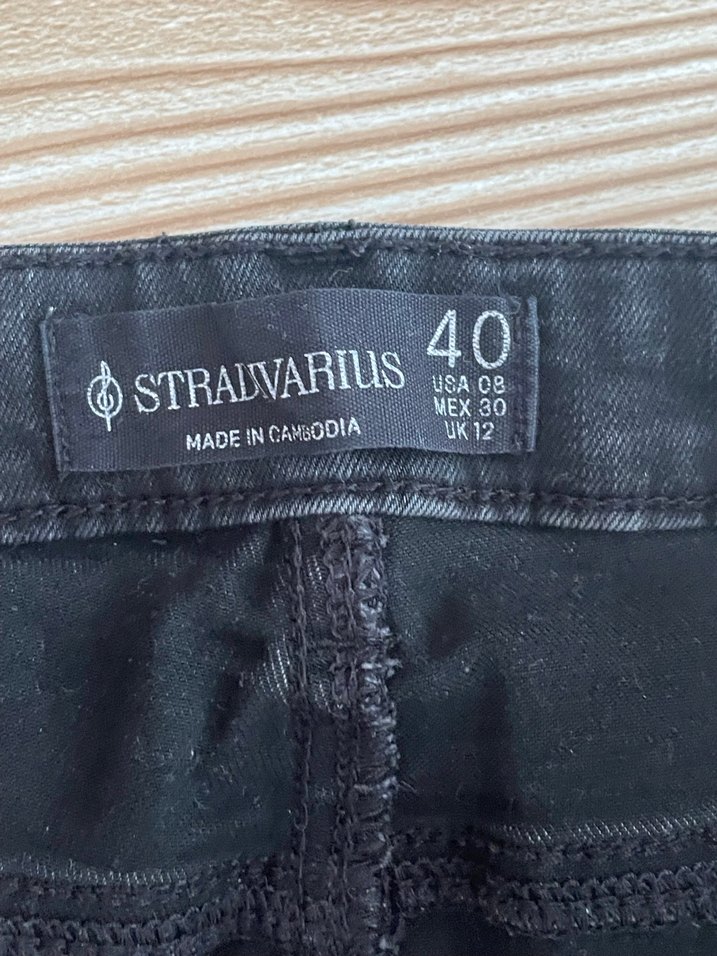 STRADIVARIUS
MADE IN CAMBODIA
40
USA 08
MEX 30
UK 12